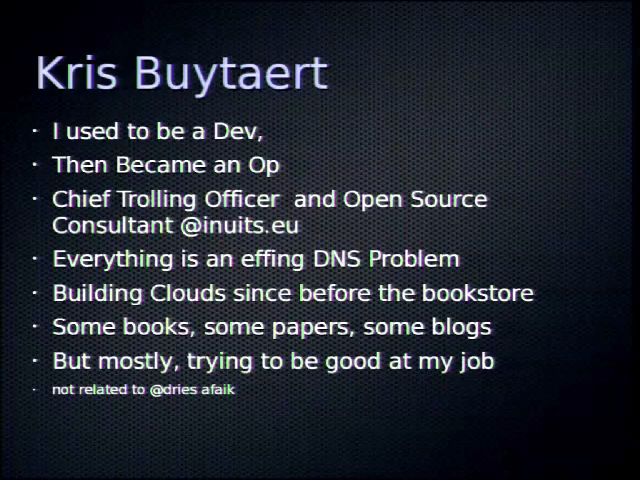 Kris Buytaert
· I used to be a Dev,
· Then Became an Op
· Chief Trolling Officer and Open Source
Consultant @inuits.eu
· Everything is an effing DNS Problem
· Building Clouds since before the bookstore
· Some books, some papers, some blogs
· But mostly, trying to be good at my job
· not related to @dries afaik